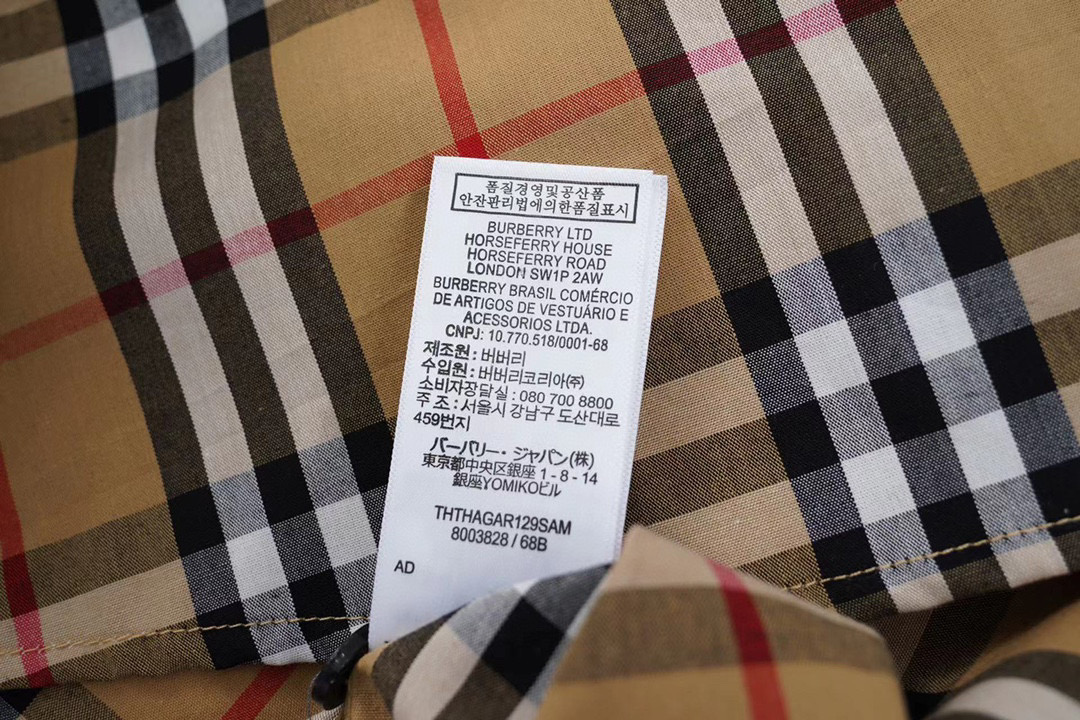 폼질경영및공산폼
안잔판리법에의한폼질표시
BURBERRY LTD
HORSEFERRY HOUSE
HORSEFERRY ROAD
LONDON SW1P 2AW
BURBERRY BRASIL COMÉRCIO
DE ARTIGOS DE VESTUÁRIO E
ACESSORIOS LTDA.
CNPJ: 10.770.518/0001-68
제조원 : 버버리
수입원 : 버버리코리아㈜
소비자장담실 : 080 700 8800
주 조 : 서울시 강남구 도산대로
459번지
バーバリー・ジャパン(株)
東京都中央区銀座 1 - 8 - 14
銀座YOMIKOビル
THTHAGAR129SAM
8003828 / 68B
AD